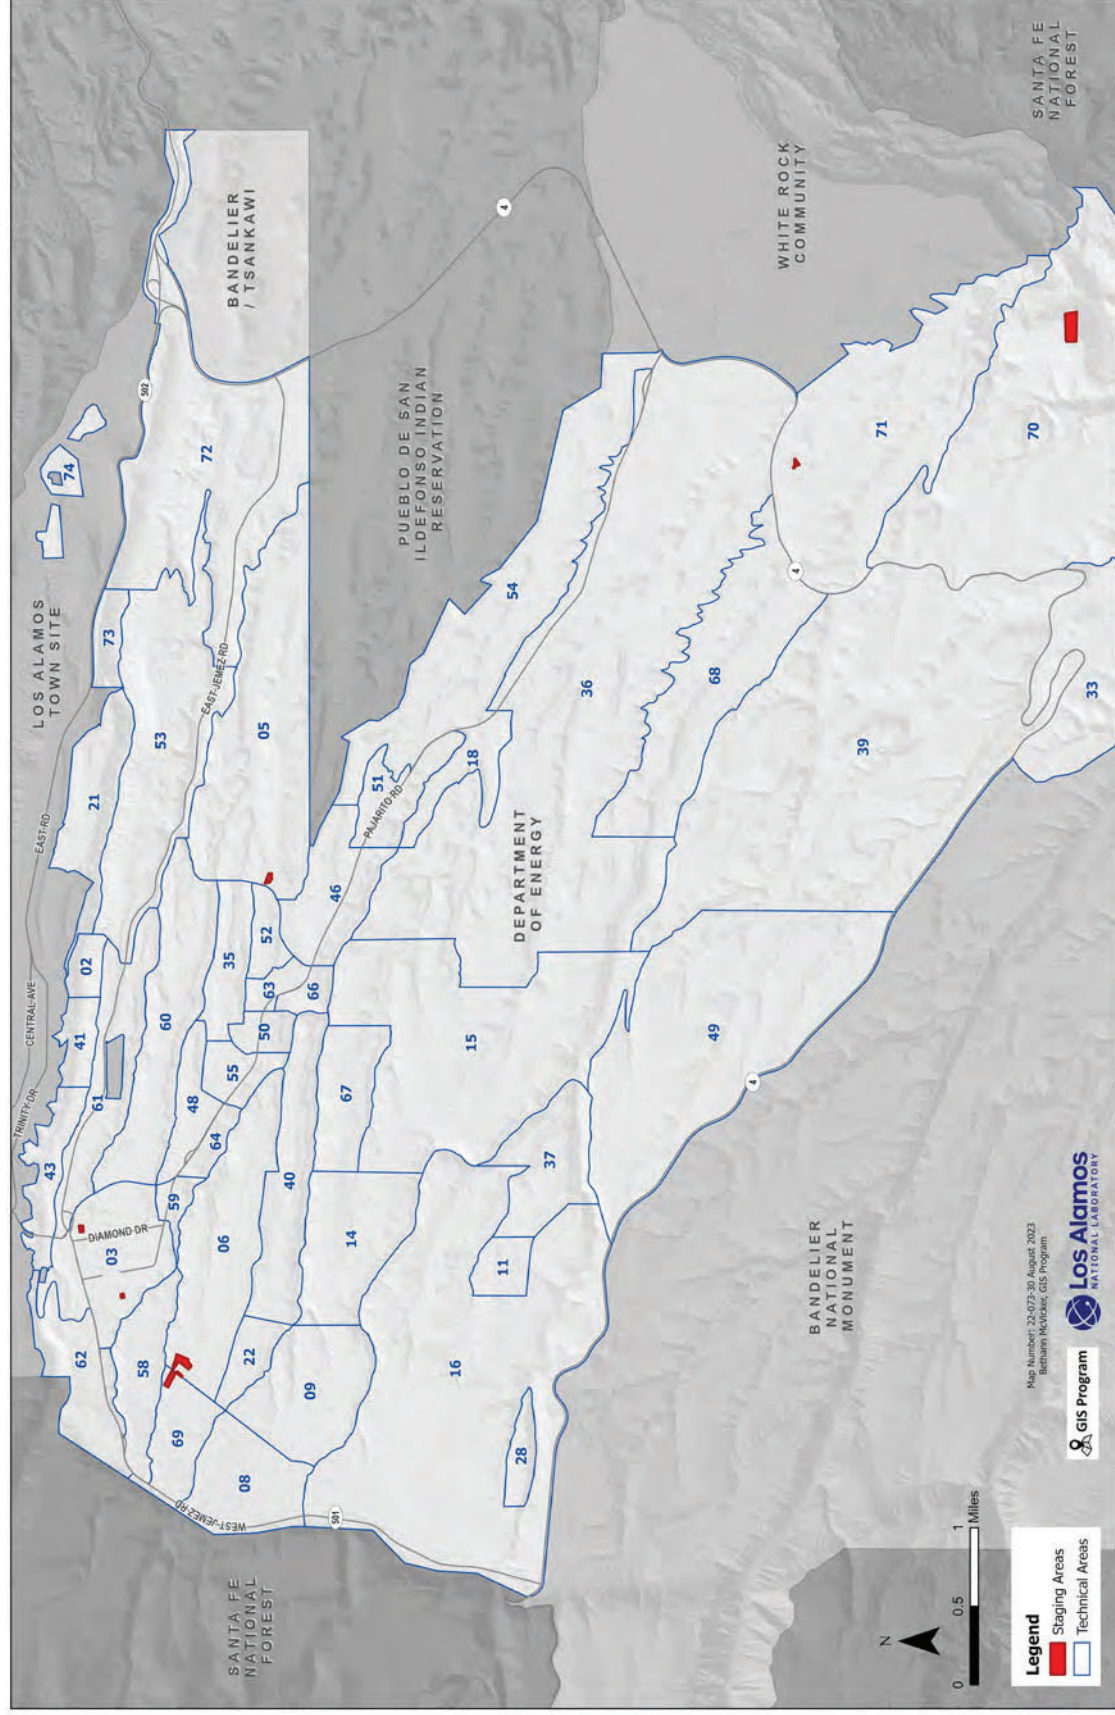 LOS ALAMOS
TOWN SITE
TRINITY DR
CENTRAL AVE
EAST RD
502
74
72
BANDELIER
/ TSANKAWI
43
61
41
02
21
73
53
62
03
DIAMOND DR
59
60
EAST JEMEZ RD
05
58
48
64
55
50
35
63
52
69
06
66
46
PUEBLO DE SAN
ILDEFONSO INDIAN
RESERVATION
4
22
40
67
51
PAJARITO RD
18
54
08
09
14
WEST JEMEZ RD
501
SANTA FE
NATIONAL
FOREST
16
28
11
37
15
DEPARTMENT
OF ENERGY
36
68
49
39
4
4
71
70
33
WHITE ROCK
COMMUNITY
SANTA FE
NATIONAL
FOREST
BANDELIER
NATIONAL
MONUMENT
N
0 0.5 1
Miles
Legend
Staging Areas
Technical Areas
Map Number: 22-073-30 August 2023
Bethann McVicker, GIS Program
GIS Program
Los Alamos
NATIONAL LABORATORY